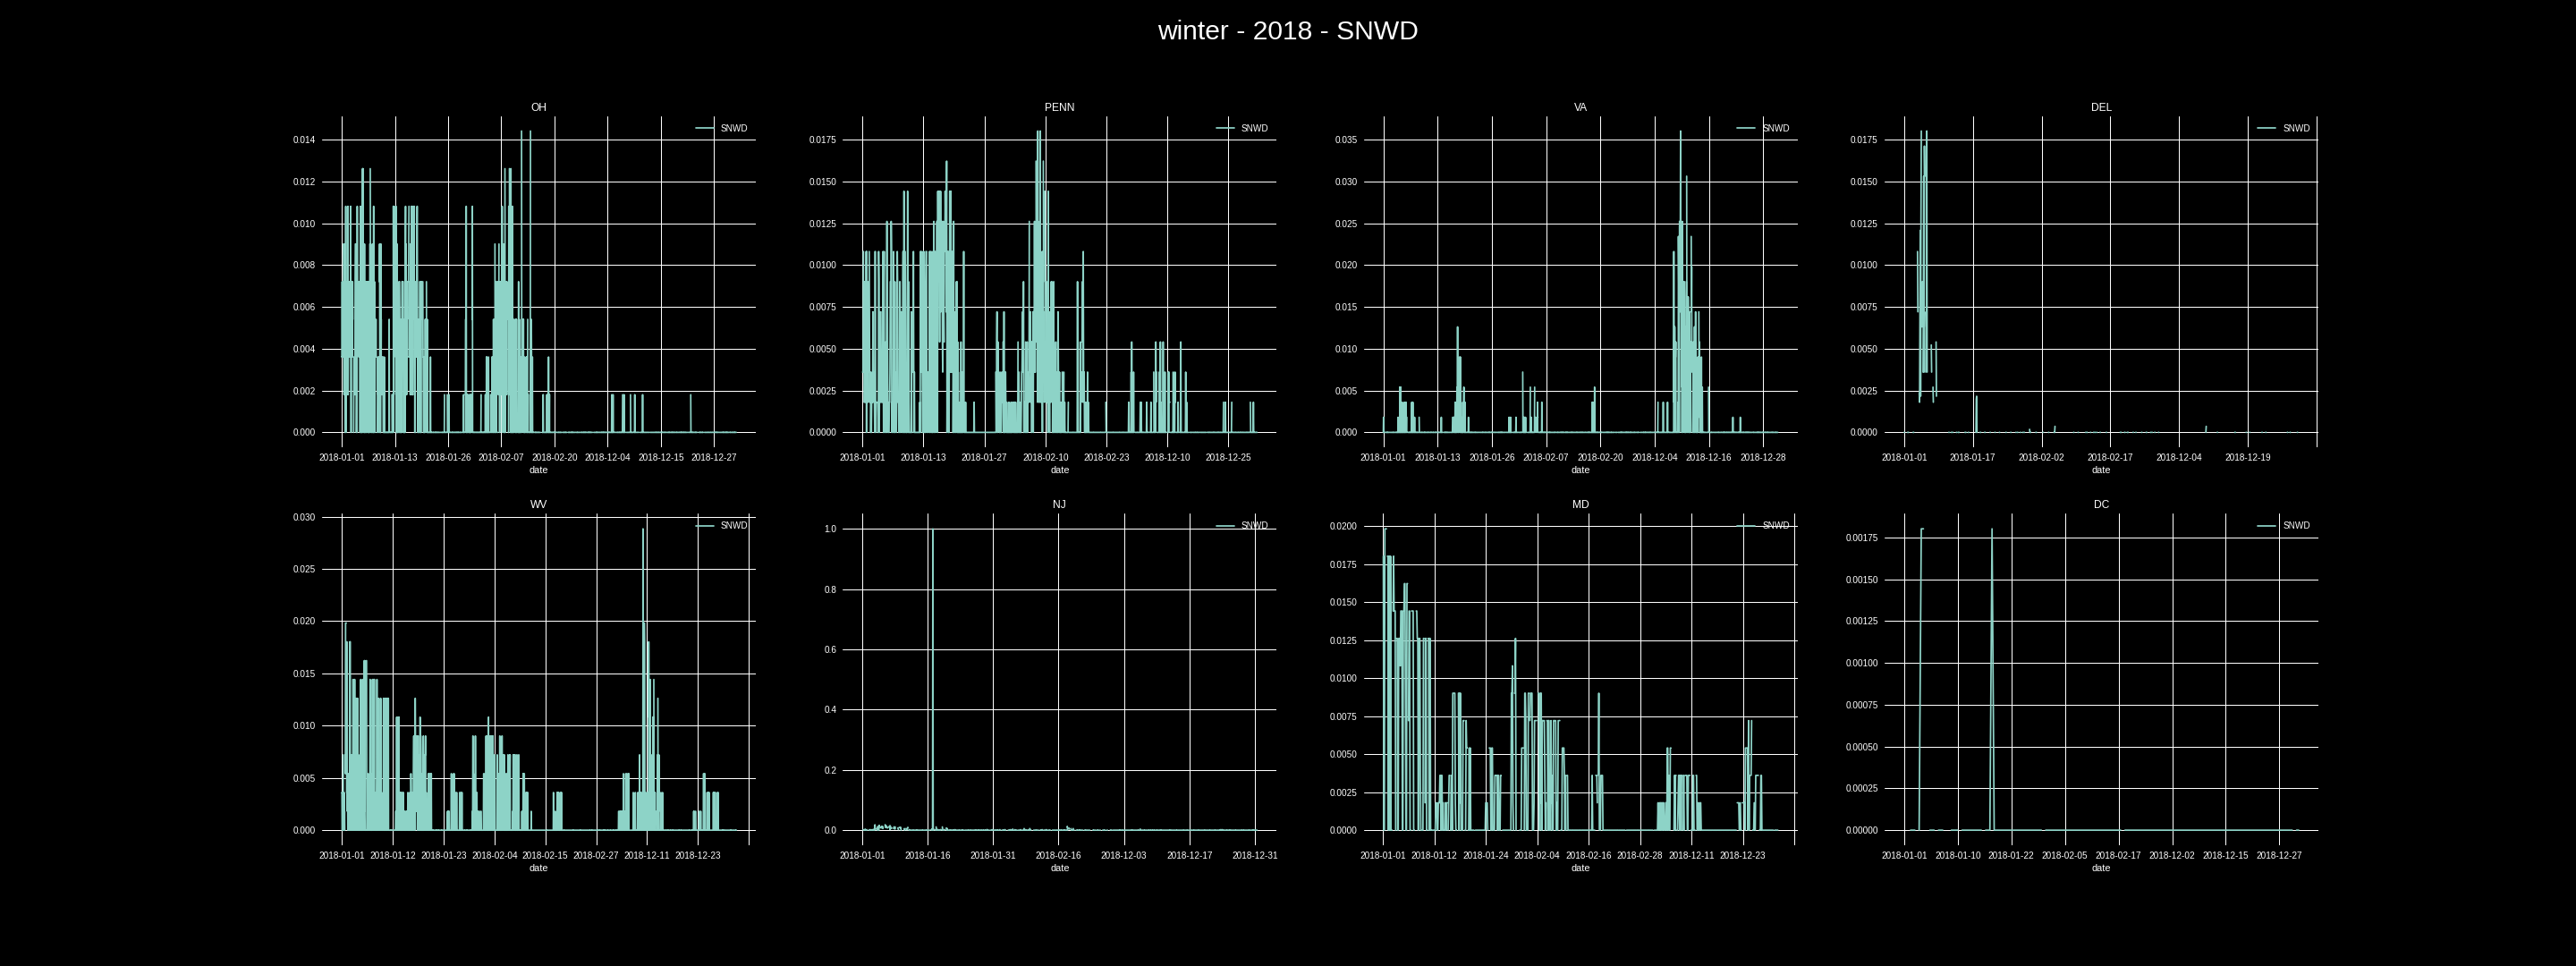 winter - 2018 - SNWD
OH
SNWD
0.014
0.012
0.010
0.008
0.006
0.004
0.002
0.000
2018-01-01 2018-01-13 2018-01-26 2018-02-07 2018-02-20 2018-12-04 2018-12-15 2018-12-27
date
PENN
SNWD
0.0175
0.0150
0.0125
0.0100
0.0075
0.0050
0.0025
0.0000
2018-01-01 2018-01-13 2018-01-27 2018-02-10 2018-02-23 2018-12-10 2018-12-25
date
VA
SNWD
0.035
0.030
0.025
0.020
0.015
0.010
0.005
0.000
2018-01-01 2018-01-13 2018-01-26 2018-02-07 2018-02-20 2018-12-04 2018-12-16 2018-12-28
date
DEL
SNWD
0.0175
0.0150
0.0125
0.0100
0.0075
0.0050
0.0025
0.0000
2018-01-01 2018-01-17 2018-02-02 2018-02-17 2018-12-04 2018-12-19
date
WV
SNWD
0.030
0.025
0.020
0.015
0.010
0.005
0.000
2018-01-01 2018-01-12 2018-01-23 2018-02-04 2018-02-15 2018-02-27 2018-12-11 2018-12-23
date
NJ
SNWD
1.0
0.8
0.6
0.4
0.2
0.0
2018-01-01 2018-01-16 2018-01-31 2018-02-16 2018-12-03 2018-12-17 2018-12-31
date
MD
SNWD
0.0200
0.0175
0.0150
0.0125
0.0100
0.0075
0.0050
0.0025
0.0000
2018-01-01 2018-01-12 2018-01-24 2018-02-04 2018-02-16 2018-02-28 2018-12-11 2018-12-23
date
DC
SNWD
0.00175
0.00150
0.00125
0.00100
0.00075
0.00050
0.00025
0.00000
2018-01-01 2018-01-10 2018-01-22 2018-02-05 2018-02-17 2018-12-02 2018-12-15 2018-12-27
date